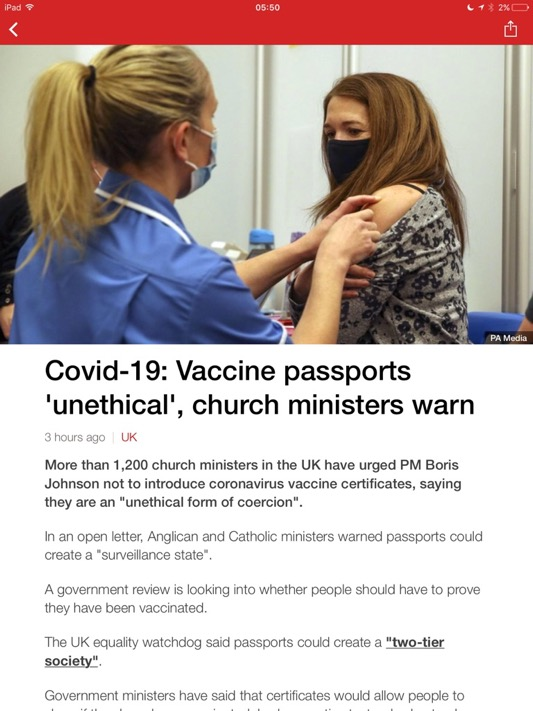 iPad 05:50 2%
PA Media
Covid-19: Vaccine passports
'unethical', church ministers warn
3 hours ago | UK
More than 1,200 church ministers in the UK have urged PM Boris
Johnson not to introduce coronavirus vaccine certificates, saying
they are an "unethical form of coercion".
In an open letter, Anglican and Catholic ministers warned passports could
create a "surveillance state".
A government review is looking into whether people should have to prove
they have been vaccinated.
The UK equality watchdog said passports could create a "two-tier
society".
Government ministers have said that certificates would allow people to